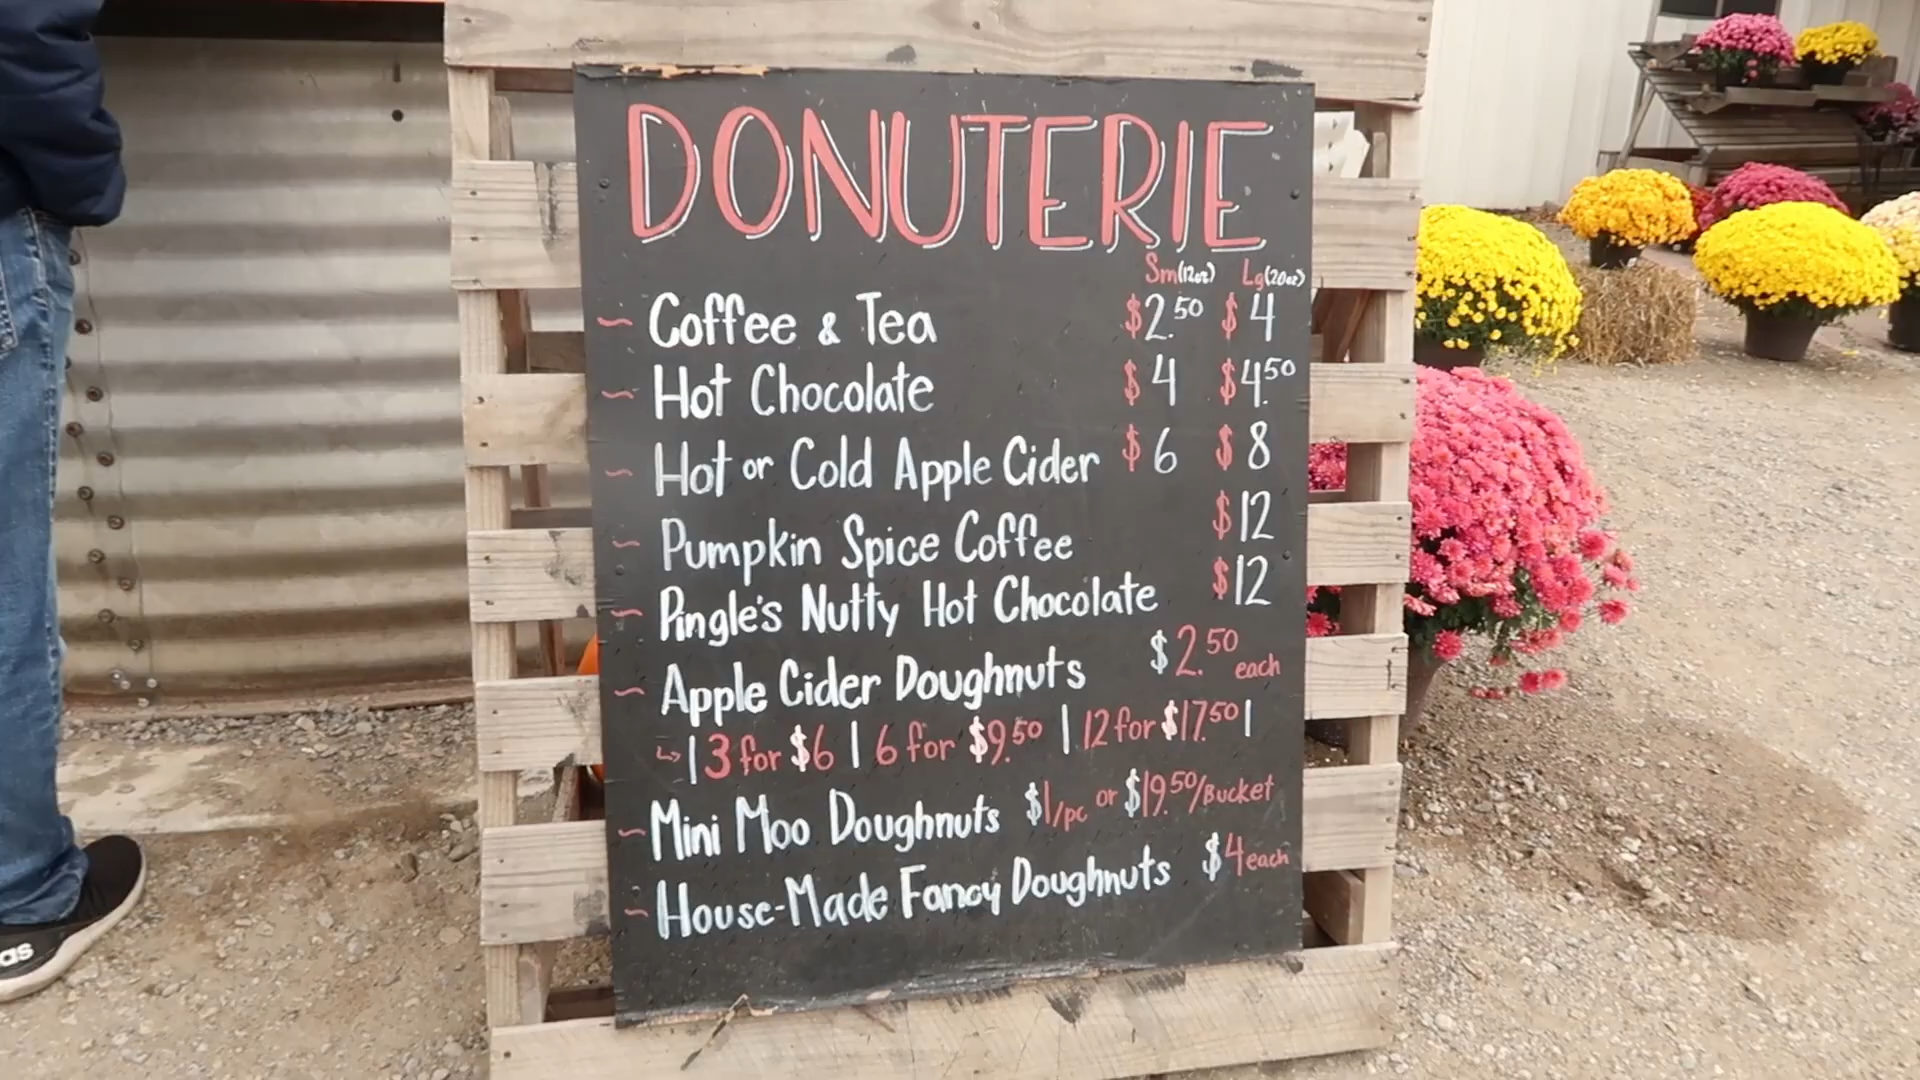 DONUTERIE
Sm(12oz) Lg(20oz)
~ Coffee & Tea $2.50 $4
~ Hot Chocolate $4 $4.50
~ Hot or Cold Apple Cider $6 $8
~ Pumpkin Spice Coffee $12
~ Pingle's Nutty Hot Chocolate $12
~ Apple Cider Doughnuts $2.50 each
↳ | 3 for $6 | 6 for $9.50 | 12 for $17.50 |
~ Mini Moo Doughnuts $1/pc or $19.50/Bucket
~ House-Made Fancy Doughnuts $4 each
as